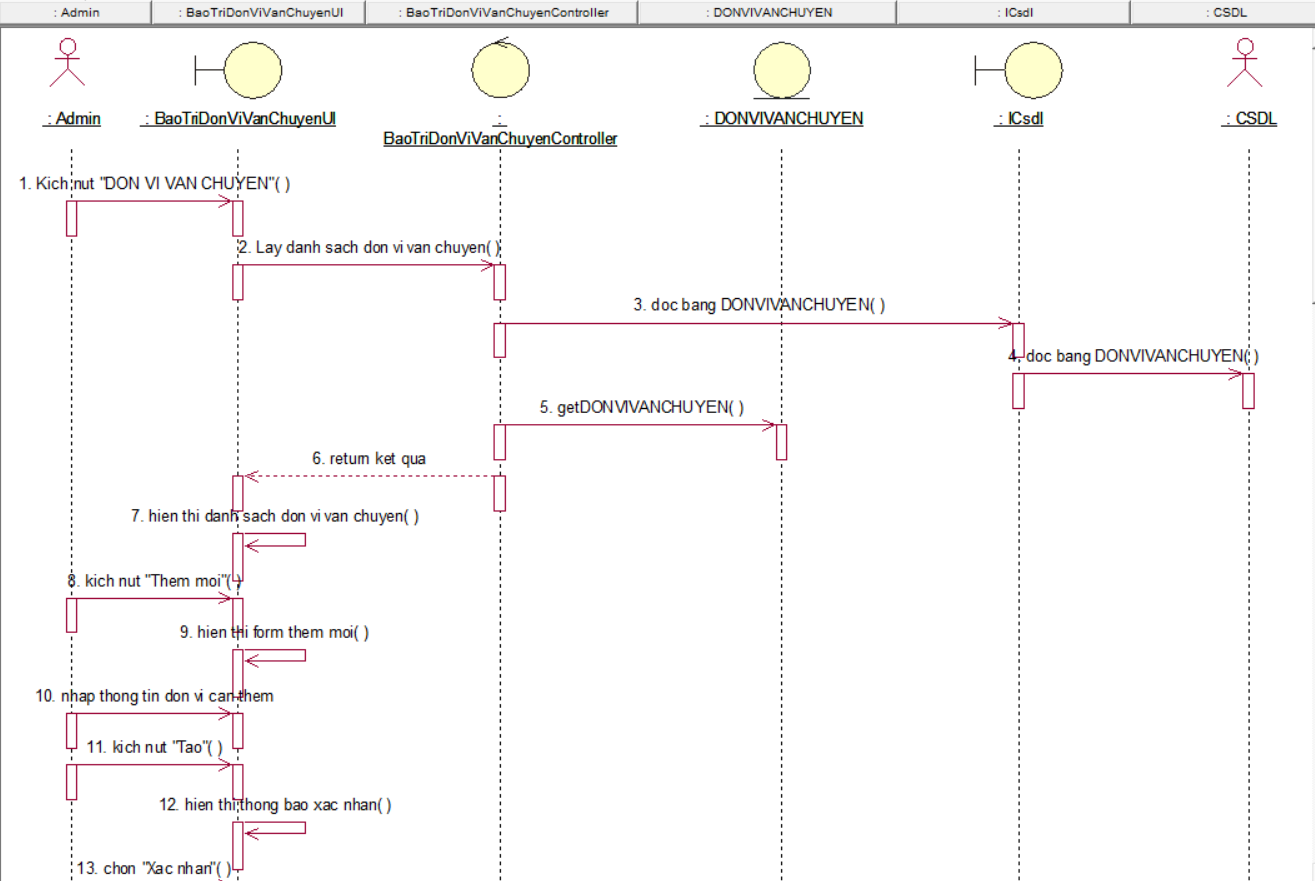 : Admin
: BaoTriDonViVanChuyenUI
: BaoTriDonViVanChuyenController
: DONVIVANCHUYEN
: ICsdl
: CSDL
: Admin
: BaoTriDonViVanChuyenUI
:
BaoTriDonViVanChuyenController
: DONVIVANCHUYEN
: ICsdl
: CSDL
1. Kich nut "DON VI VAN CHUYEN"( )
2. Lay danh sach don vi van chuyen( )
3. doc bang DONVIVANCHUYEN( )
4. doc bang DONVIVANCHUYEN( )
5. getDONVIVANCHUYEN( )
6. return ket qua
7. hien thi danh sach don vi van chuyen( )
8. kich nut "Them moi"( )
9. hien thi form them moi( )
10. nhap thong tin don vi can them
11. kich nut "Tao"( )
12. hien thi thong bao xac nhan( )
13. chon "Xac nhan"( )